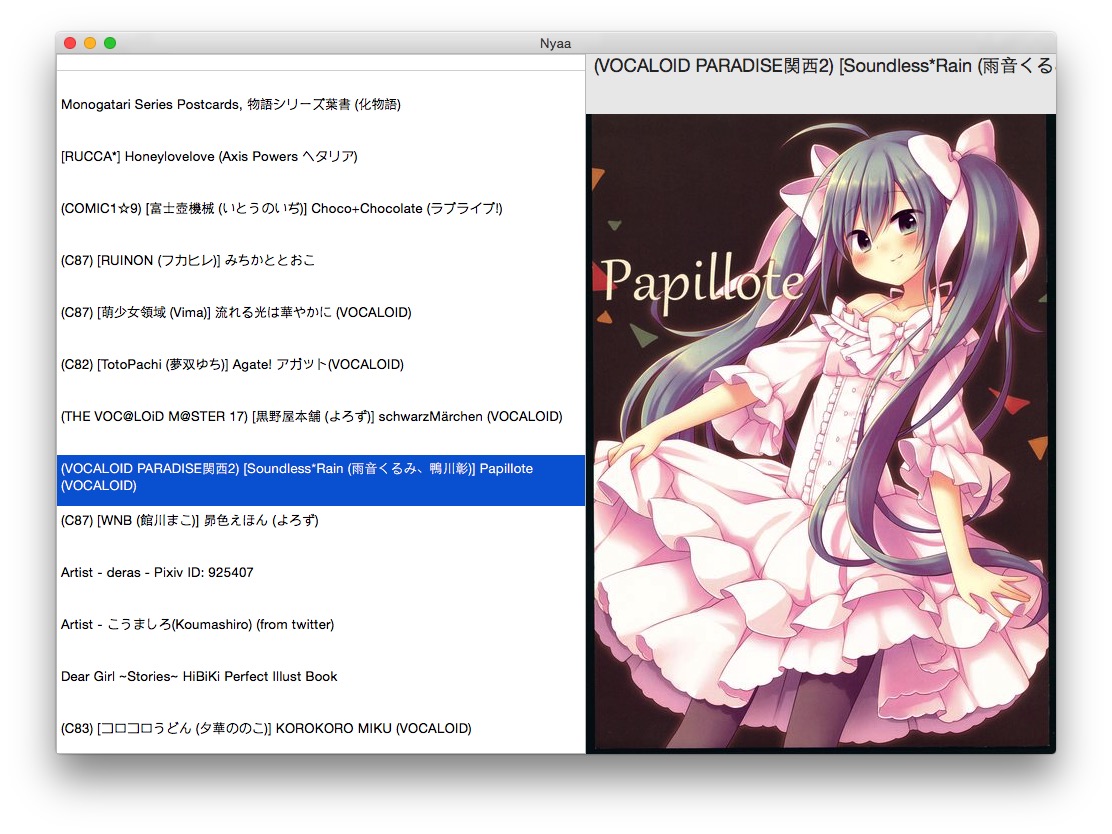 Nyaa
(VOCALOID PARADISE関西2) [Soundless*Rain (雨音くる
Monogatari Series Postcards, 物語シリーズ葉書 (化物語)
[RUCCA*] Honeylovelove (Axis Powers ヘタリア)
(COMIC1☆9) [富士壺機械 (いとうのいぢ)] Choco+Chocolate (ラブライブ!)
(C87) [RUINON (フカヒレ)] みちかととおこ
(C87) [萌少女領域 (Vima)] 流れる光は華やかに (VOCALOID)
(C82) [TotoPachi (夢双ゆち)] Agate! アガツト(VOCALOID)
(THE VOC@LOiD M@STER 17) [黒野屋本舗 (よろず)] schwarzMärchen (VOCALOID)
(VOCALOID PARADISE関西2) [Soundless*Rain (雨音くるみ、鴨川彰)] Papillote
(VOCALOID)
(C87) [WNB (館川まこ)] 昴色えほん (よろず)
Artist - deras - Pixiv ID: 925407
Artist - こうましろ(Koumashiro) (from twitter)
Dear Girl ~Stories~ HiBiKi Perfect Illust Book
(C83) [コロコロうどん (夕華ののこ)] KOROKORO MIKU (VOCALOID)
Papillote